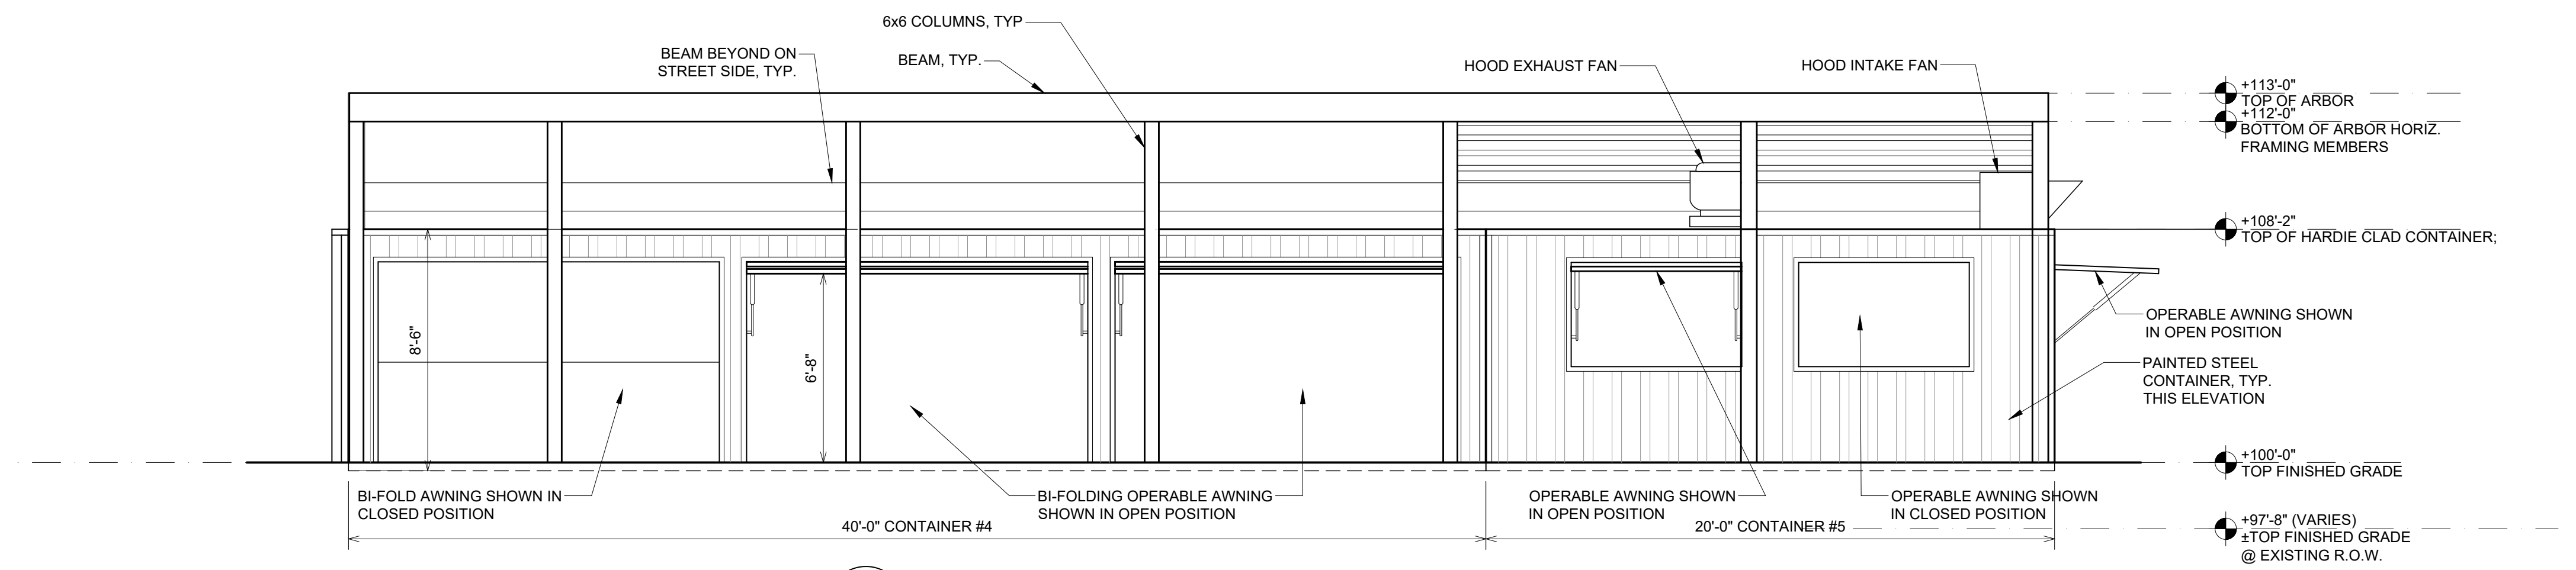 6x6 COLUMNS, TYP
BEAM BEYOND ON
STREET SIDE, TYP.
BEAM, TYP.
HOOD EXHAUST FAN
HOOD INTAKE FAN
+113'-0"
TOP OF ARBOR
+112'-0"
BOTTOM OF ARBOR HORIZ.
FRAMING MEMBERS
+108'-2"
TOP OF HARDIE CLAD CONTAINER;
OPERABLE AWNING SHOWN
IN OPEN POSITION
8'-6"
6'-8"
PAINTED STEEL
CONTAINER, TYP.
THIS ELEVATION
+100'-0"
TOP FINISHED GRADE
BI-FOLD AWNING SHOWN IN
CLOSED POSITION
BI-FOLDING OPERABLE AWNING
SHOWN IN OPEN POSITION
OPERABLE AWNING SHOWN
IN OPEN POSITION
OPERABLE AWNING SHOWN
IN CLOSED POSITION
40'-0" CONTAINER #4
20'-0" CONTAINER #5
+97'-8" (VARIES)
±TOP FINISHED GRADE
@ EXISTING R.O.W.